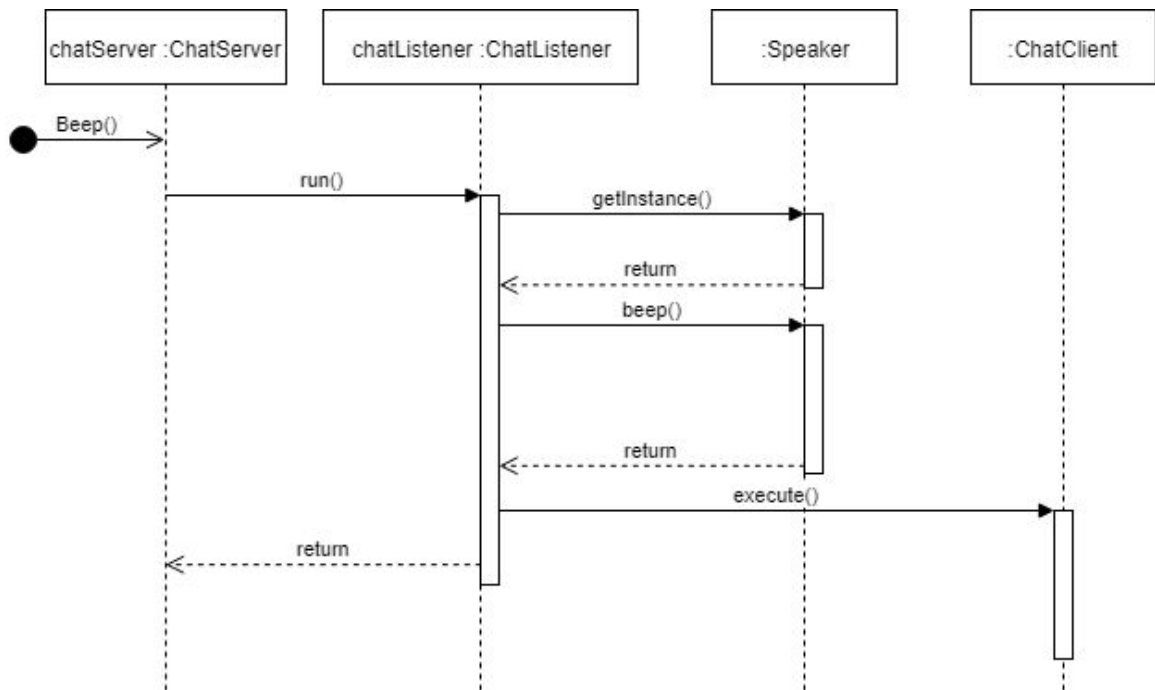 chatServer :ChatServer
chatListener :ChatListener
:Speaker
:ChatClient
Beep()
run()
getInstance()
return
beep()
return
execute()
return